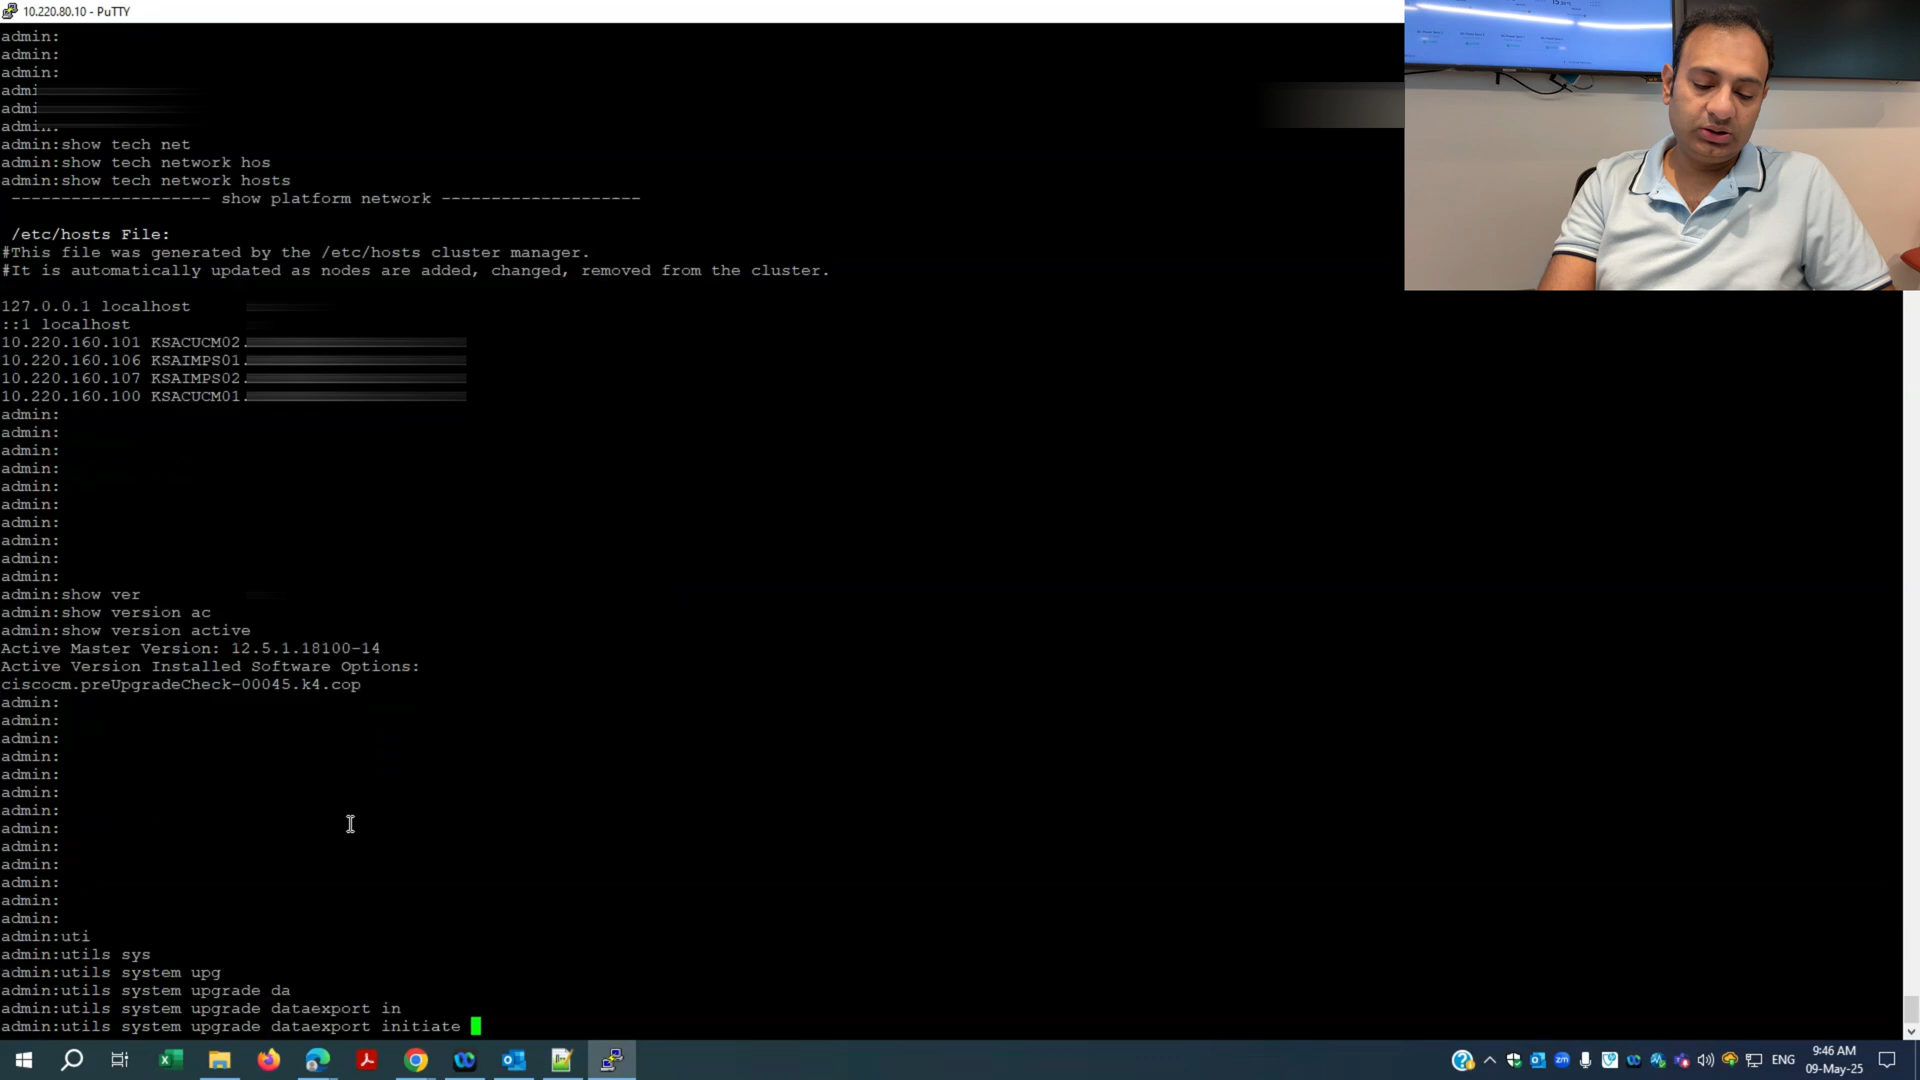 10.220.80.10 - PuTTY
admin:
admin:
admin:
admi
admi
admin:
admin:show tech net
admin:show tech network hos
admin:show tech network hosts
-------------------- show platform network --------------------
/etc/hosts File:
#This file was generated by the /etc/hosts cluster manager.
#It is automatically updated as nodes are added, changed, removed from the cluster.
127.0.0.1 localhost
::1 localhost
10.220.160.101 KSACUCM02.
10.220.160.106 KSAIMPS01.
10.220.160.107 KSAIMPS02.
10.220.160.100 KSACUCM01.
admin:
admin:
admin:
admin:
admin:
admin:
admin:
admin:
admin:
admin:
admin:show ver
admin:show version ac
admin:show version active
Active Master Version: 12.5.1.18100-14
Active Version Installed Software Options:
ciscocm.preUpgradeCheck-00045.k4.cop
admin:
admin:
admin:
admin:
admin:
admin:
admin:
admin:
admin:
admin:
admin:
admin:
admin:
admin:uti
admin:utils sys
admin:utils system upg
admin:utils system upgrade da
admin:utils system upgrade dataexport in
admin:utils system upgrade dataexport initiate
ENG
9:46 AM
09-May-25